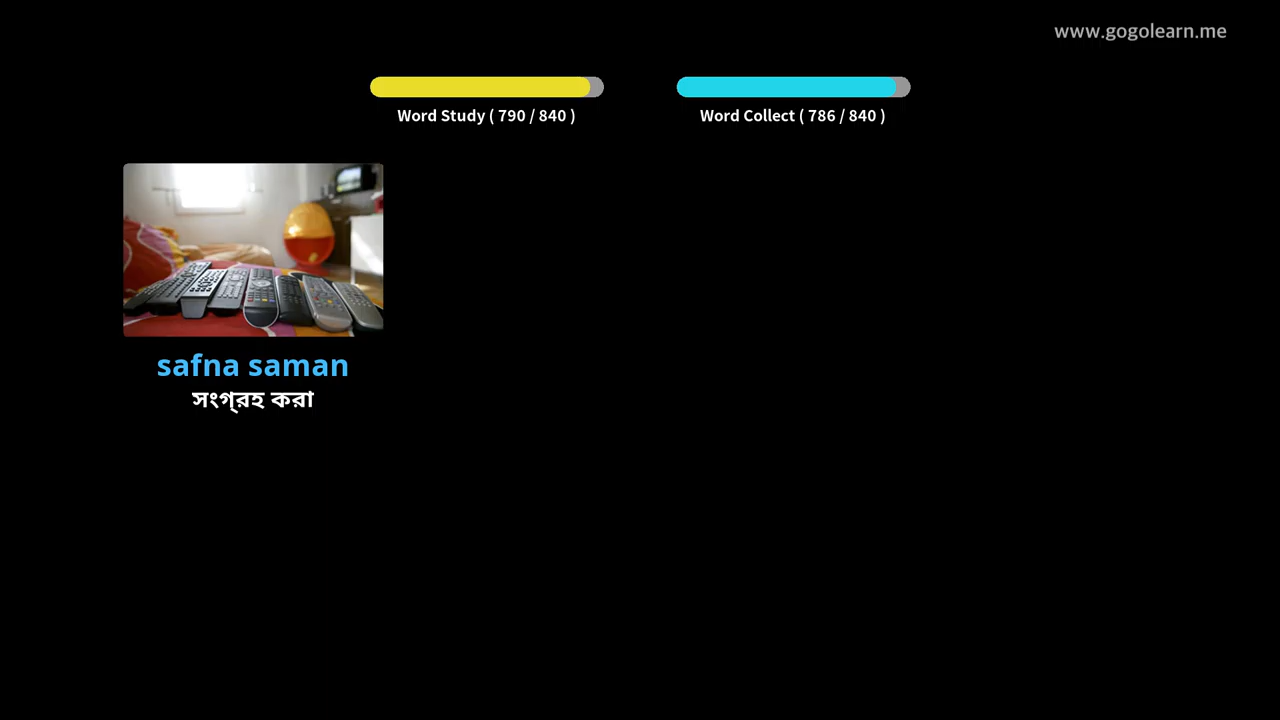 www.gogolearn.me
Word Study ( 790 / 840 )
Word Collect ( 786 / 840 )
safna saman
সংগ্‌রহ করা